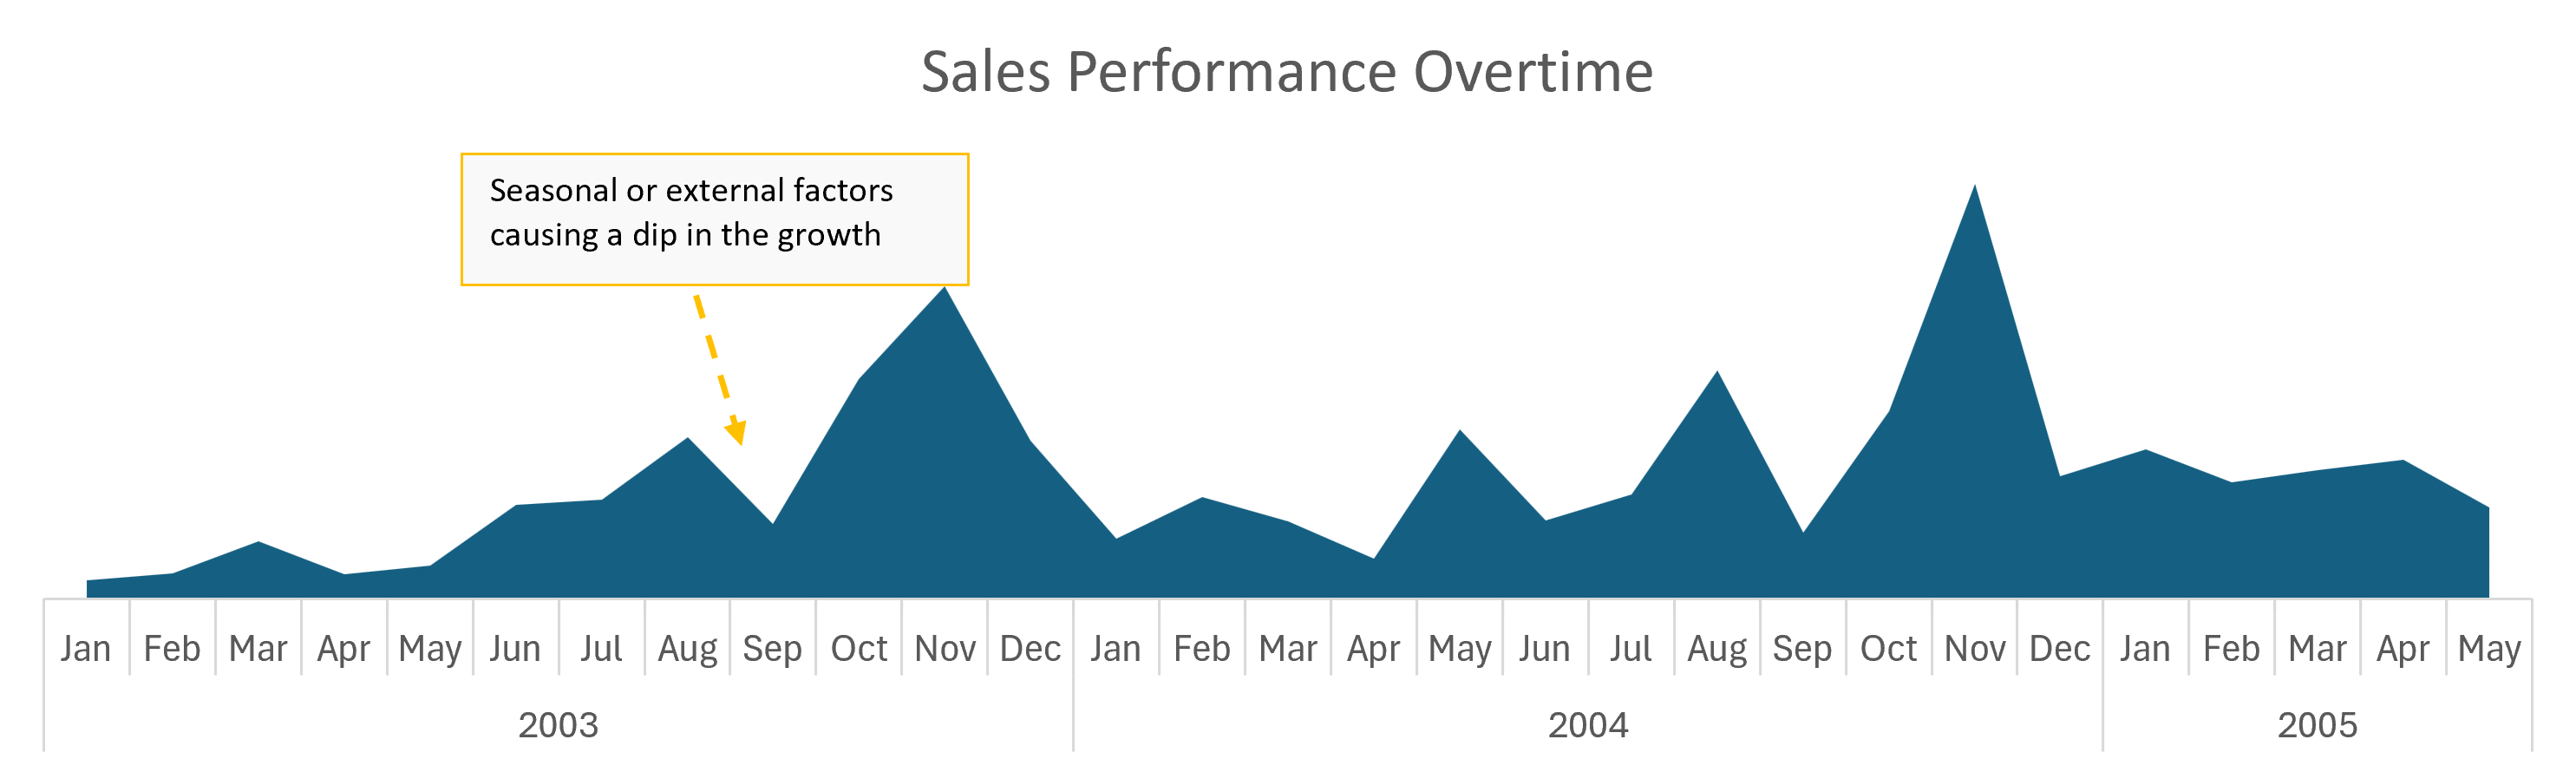 Sales Performance Overtime
Seasonal or external factors
causing a dip in the growth
Jan Feb Mar Apr May Jun Jul Aug Sep Oct Nov Dec Jan Feb Mar Apr May Jun Jul Aug Sep Oct Nov Dec Jan Feb Mar Apr May
2003 2004 2005